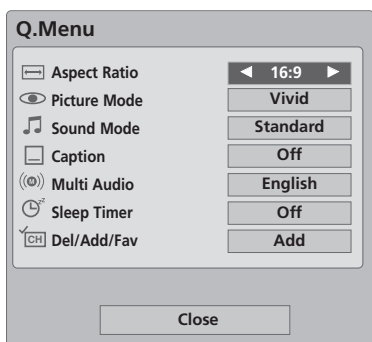 Q.Menu
Aspect Ratio ◀ 16:9 ▶
Picture Mode Vivid
Sound Mode Standard
Caption Off
Multi Audio English
Sleep Timer Off
CH Del/Add/Fav Add
Close